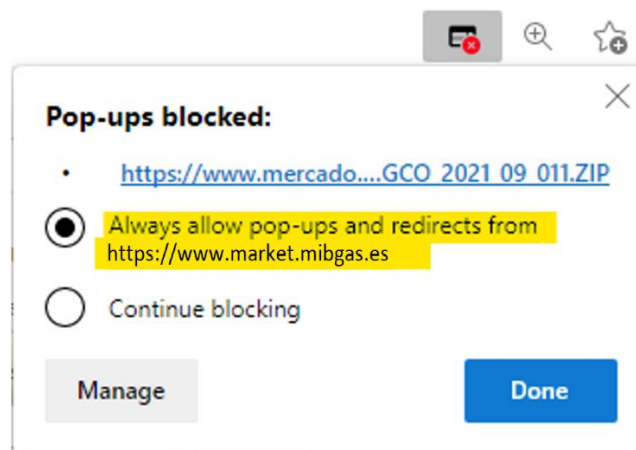 Pop-ups blocked:
https://www.mercado....GCO_2021_09_011.ZIP
Always allow pop-ups and redirects from
https://www.market.mibgas.es
Continue blocking
Manage
Done